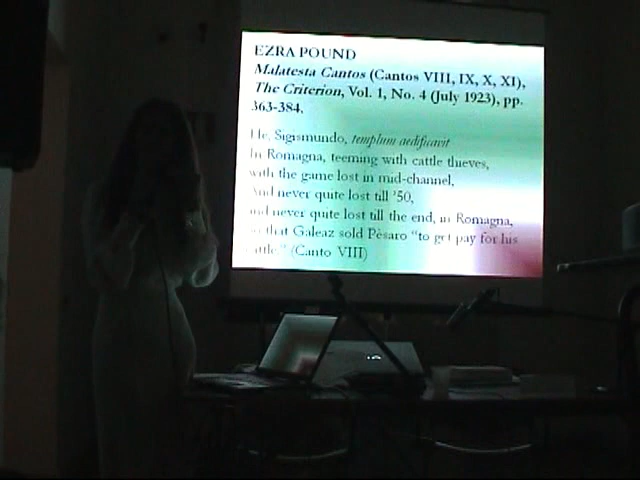 EZRA POUND
Malatesta Cantos (Cantos VIII, IX, X, XI),
The Criterion, Vol. 1, No. 4 (July 1923), pp.
363-384.
He, Sigismundo, templum aedificavit
In Romagna, teeming with cattle thieves,
with the game lost in mid-channel,
And never quite lost till '50,
and never quite lost till the end, in Romagna,
so that Galeaz sold Pèsaro "to get pay for his
cattle." (Canto VIII)